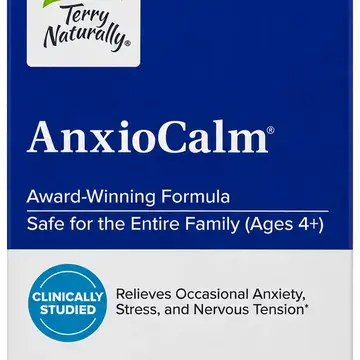 Terry
Naturally®
AnxioCalm®
Award-Winning Formula
Safe for the Entire Family (Ages 4+)
CLINICALLY
STUDIED
Relieves Occasional Anxiety,
Stress, and Nervous Tension*